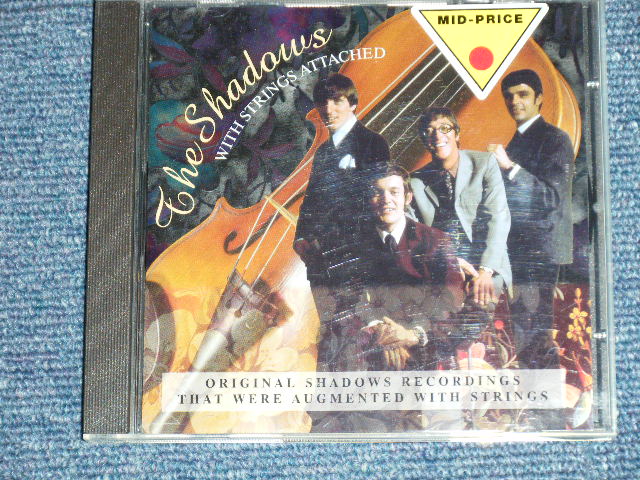 MID-PRICE
The Shadows
WITH STRINGS ATTACHED
ORIGINAL SHADOWS RECORDINGS
THAT WERE AUGMENTED WITH STRINGS